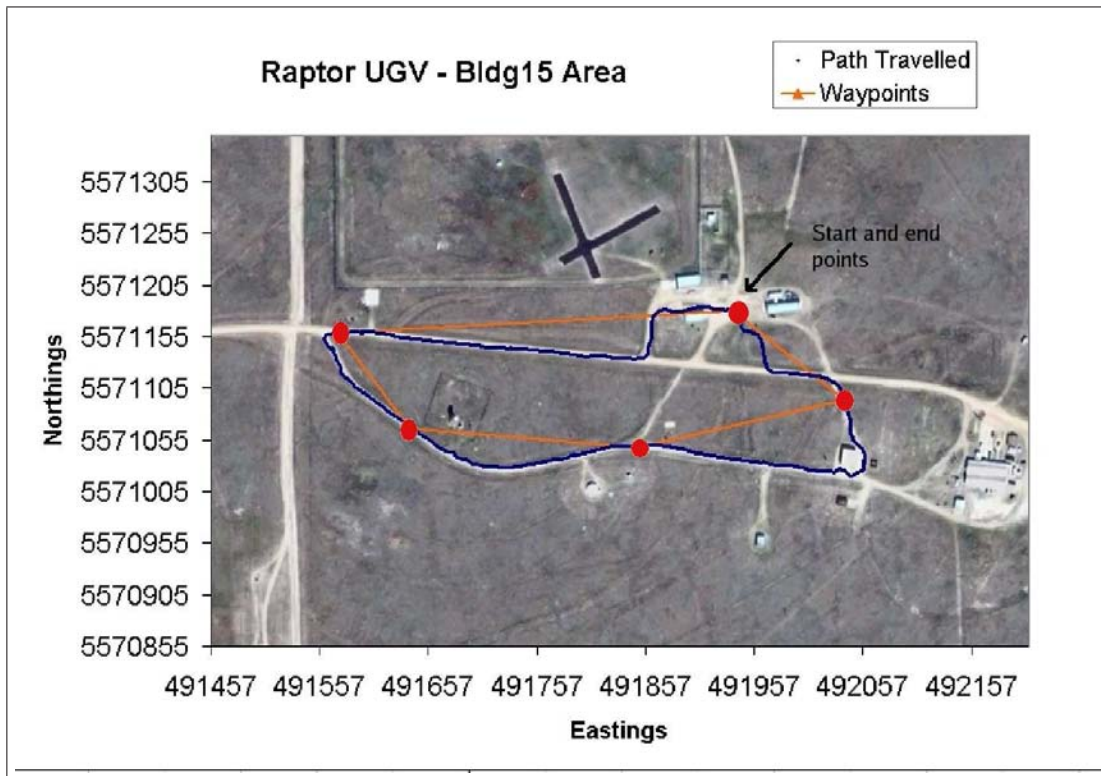 Raptor UGV - Bldg15 Area
Path Travelled
Waypoints
Start and end
points
Northings
5571305
5571255
5571205
5571155
5571105
5571055
5571005
5570955
5570905
5570855
491457 491557 491657 491757 491857 491957 492057 492157
Eastings